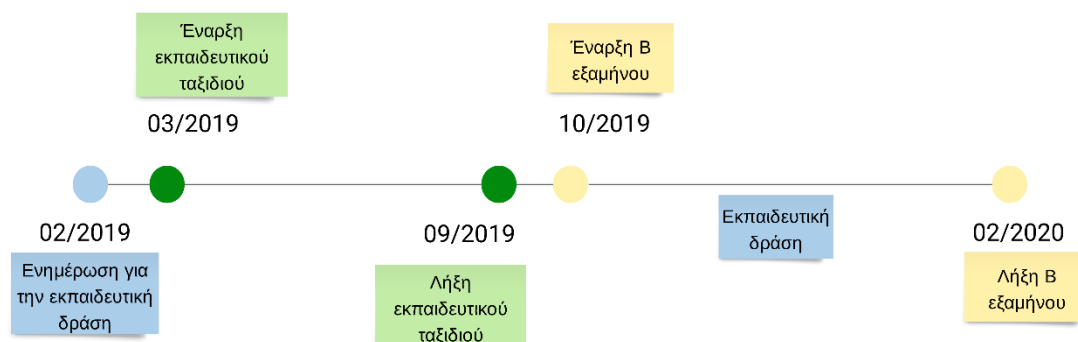 Έναρξη
εκπαιδευτικού
ταξιδιού
03/2019
Έναρξη Β
εξαμήνου
10/2019
02/2019
Ενημέρωση για
την εκπαιδευτική
δράση
09/2019
Λήξη
εκπαιδευτικού
ταξιδιού
Εκπαιδευτική
δράση
02/2020
Λήξη Β
εξαμήνου